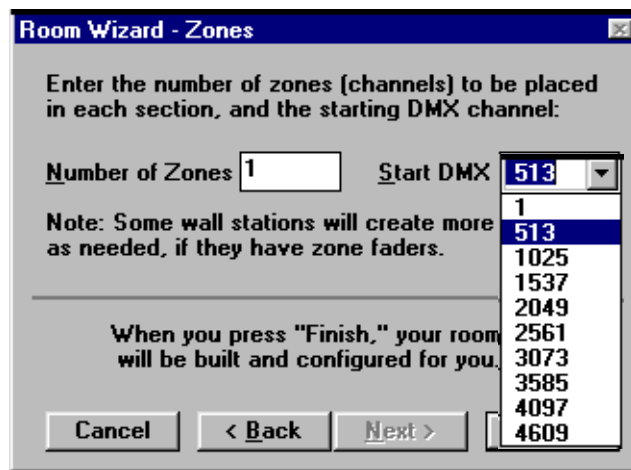 Room Wizard - Zones
Enter the number of zones (channels) to be placed
in each section, and the starting DMX channel:
Number of Zones 1 Start DMX 513
Note: Some wall stations will create more
as needed, if they have zone faders.
1
513
1025
1537
2049
2561
3073
3585
4097
4609
When you press "Finish," your room
will be built and configured for you.
Cancel < Back Next >